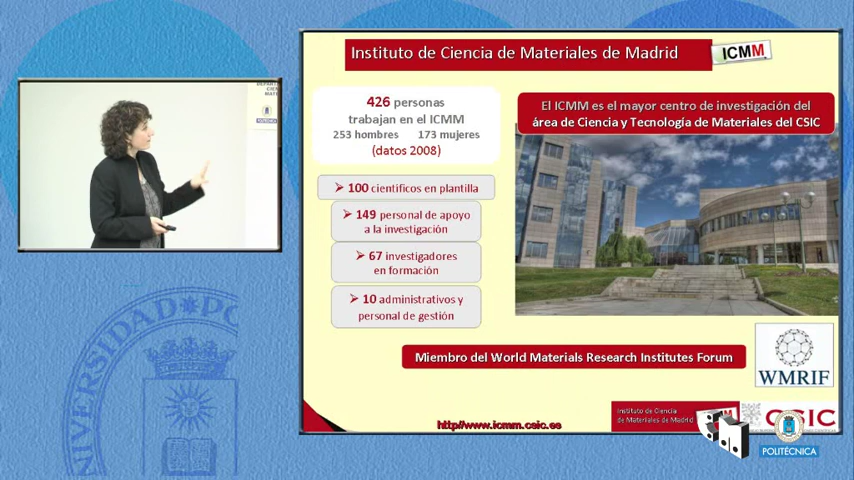 Instituto de Ciencia de Materiales de Madrid
ICMM
426 personas
trabajan en el ICMM
253 hombres 173 mujeres
(datos 2008)
El ICMM es el mayor centro de investigación del
área de Ciencia y Tecnología de Materiales del CSIC
➢ 100 científicos en plantilla
➢ 149 personal de apoyo
a la investigación
➢ 67 investigadores
en formación
➢ 10 administrativos y
personal de gestión
Miembro del World Materials Research Institutes Forum
WMRIF
http//www.icmm.csic.es
Instituto de Ciencia
de Materiales de Madrid
CSIC
POLITÉCNICA
UNIVERSIDAD PO